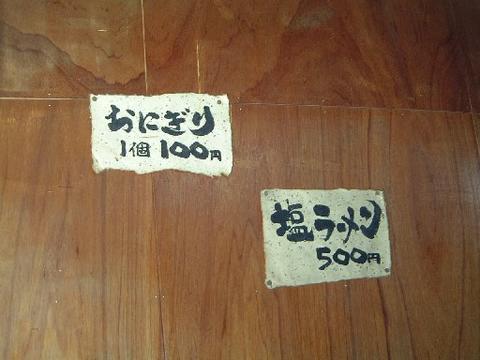 おにぎり
1個 100円
塩ラーメン
500円